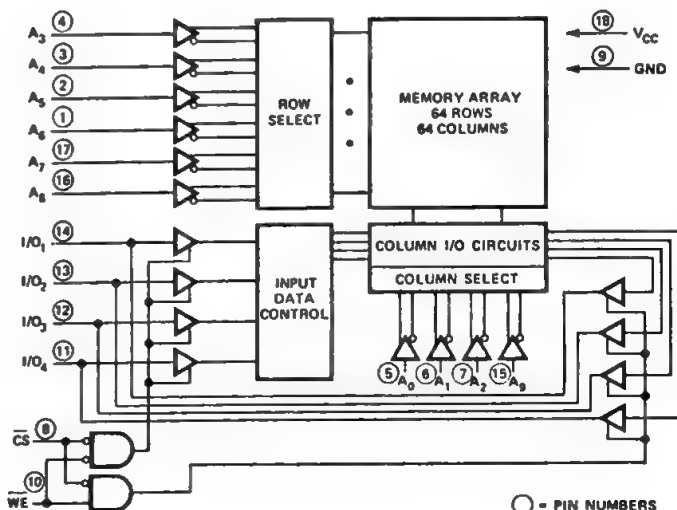 A3 ④
A4 ③
A5 ②
A6 ①
A7 ⑰
A8 ⑯
ROW
SELECT
MEMORY ARRAY
64 ROWS
64 COLUMNS
⑱ VCC
⑨ GND
I/O1 ⑭
I/O2 ⑬
I/O3 ⑫
I/O4 ⑪
INPUT
DATA
CONTROL
COLUMN I/O CIRCUITS
COLUMN SELECT
⑤ A0 ⑥ A1 ⑦ A2 ⑮ A9
C̅S̅ ⑧
W̅E̅ ⑩
○ = PIN NUMBERS